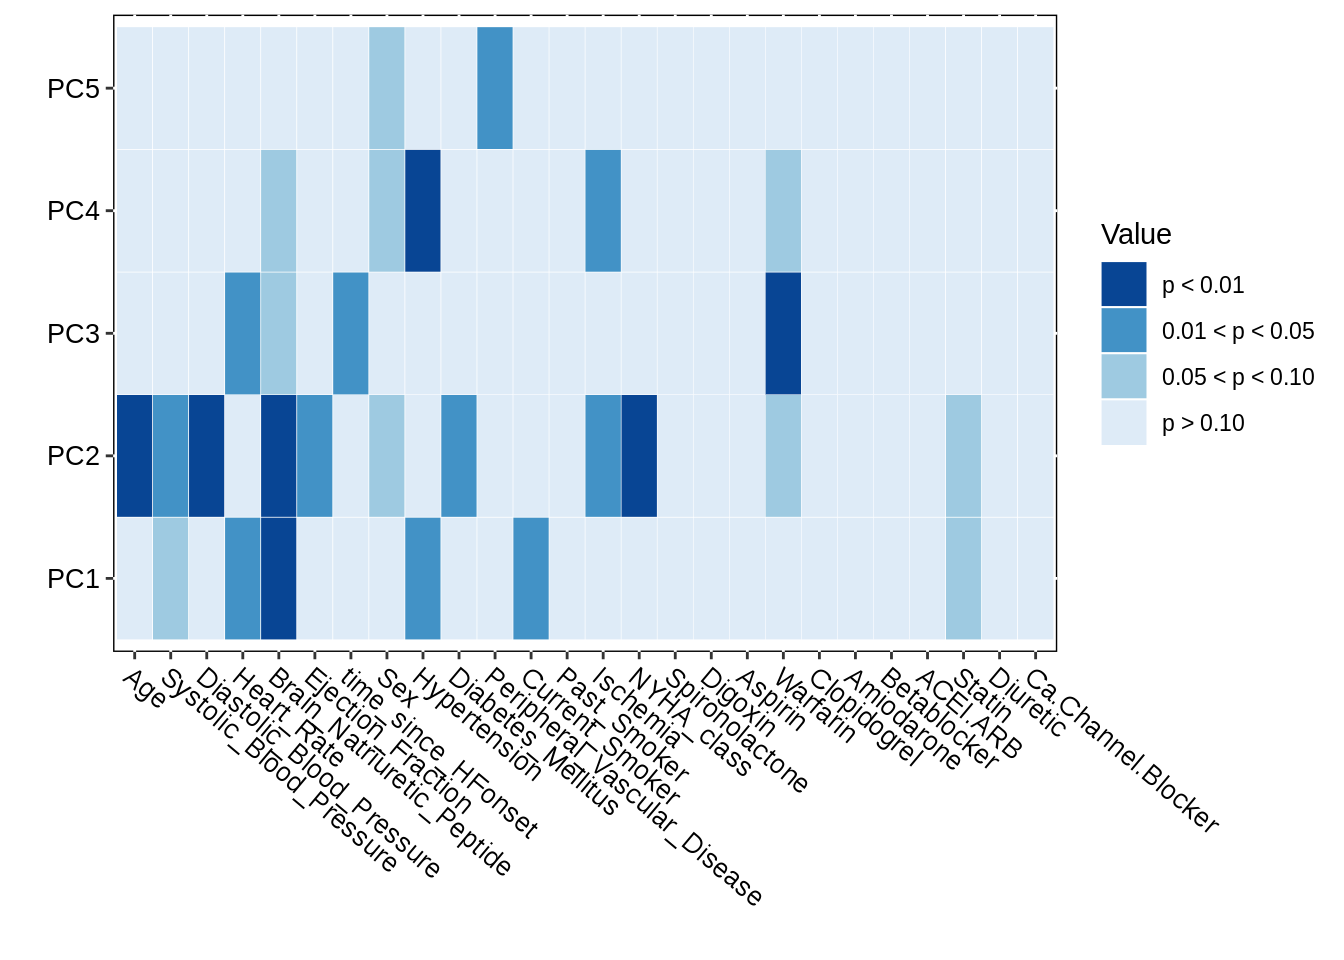 PC5
PC4
PC3
PC2
PC1
Age
Systolic_Blood_Pressure
Diastolic_Blood_Pressure
Heart_Rate
Brain_Natriuretic_Peptide
Ejection_Fraction
time_since_HFonset
Sex
Hypertension
Diabetes_Mellitus
Peripheral_Vascular_Disease
Current_Smoker
Past_Smoker
Ischemia
NYHA_class
Spironolactone
Digoxin
Aspirin
Warfarin
Clopidogrel
Amiodarone
Betablocker
ACEI.ARB
Statin
Diuretic
Ca.Channel.Blocker
Value
p < 0.01
0.01 < p < 0.05
0.05 < p < 0.10
p > 0.10